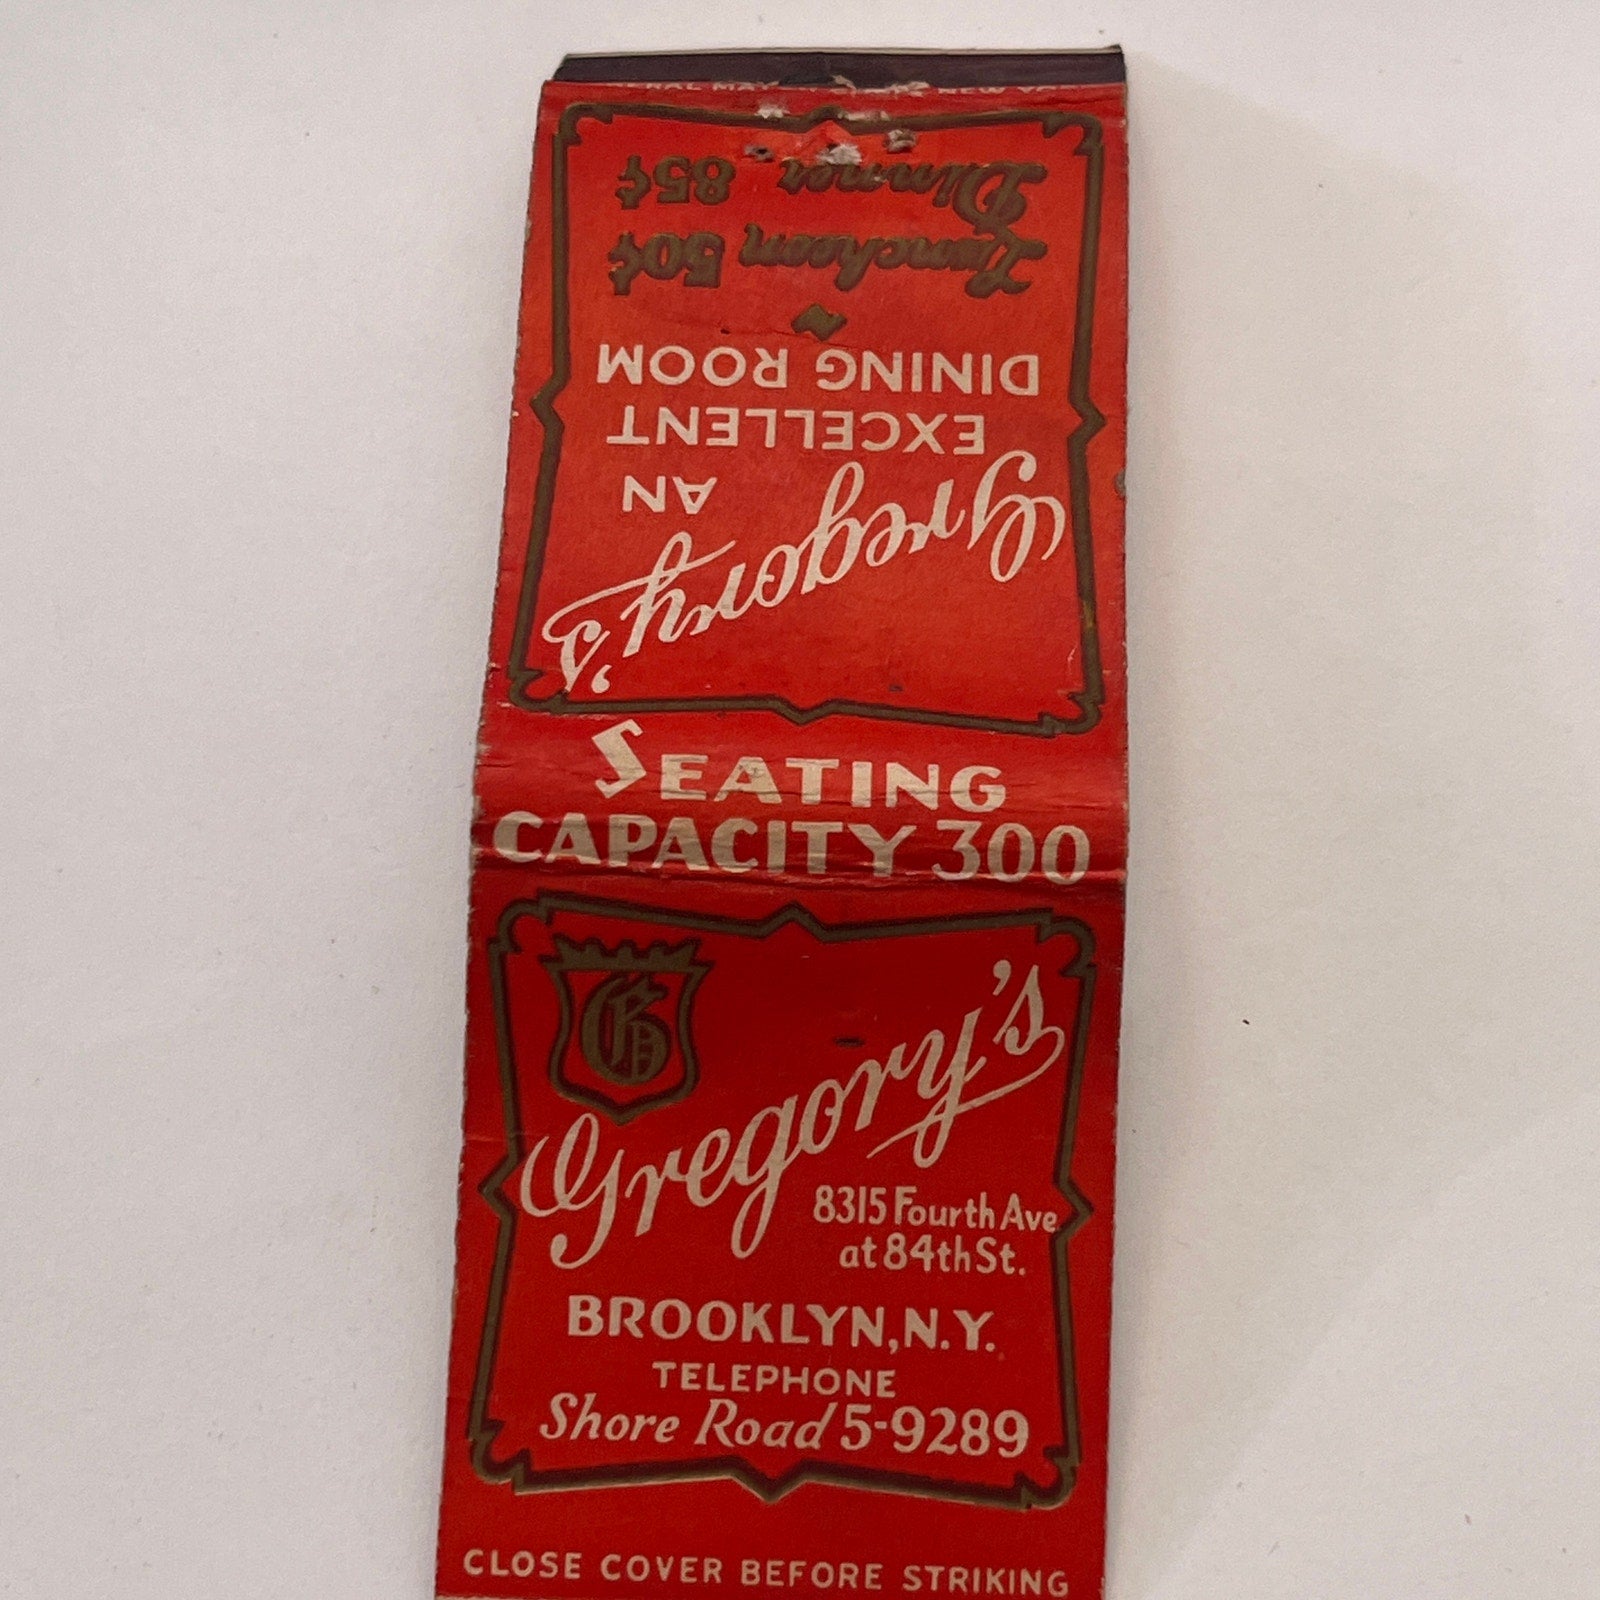 Gregory's
AN
EXCELLENT
DINING ROOM
Luncheon 50¢
Dinner 85¢
SEATING
CAPACITY 300
G
Gregory's
8315 Fourth Ave
at 84th St.
BROOKLYN, N.Y.
TELEPHONE
Shore Road 5-9289
CLOSE COVER BEFORE STRIKING